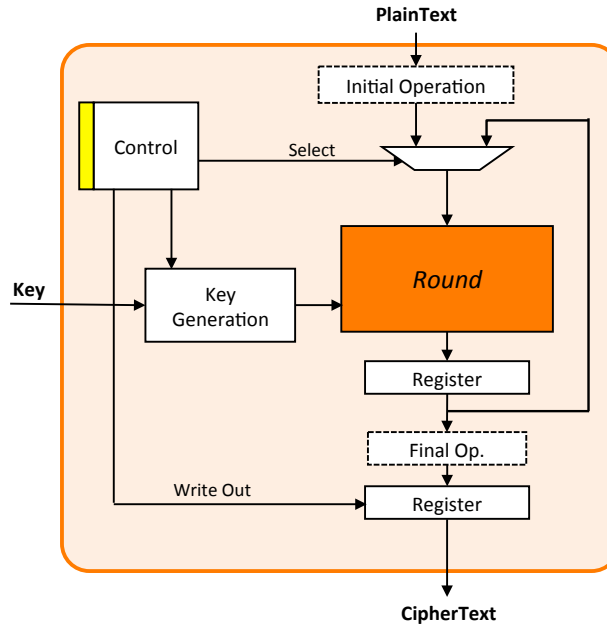 PlainText
Initial Operation
Control
Select
Round
Key
Key
Generation
Register
Final Op.
Write Out
Register
CipherText